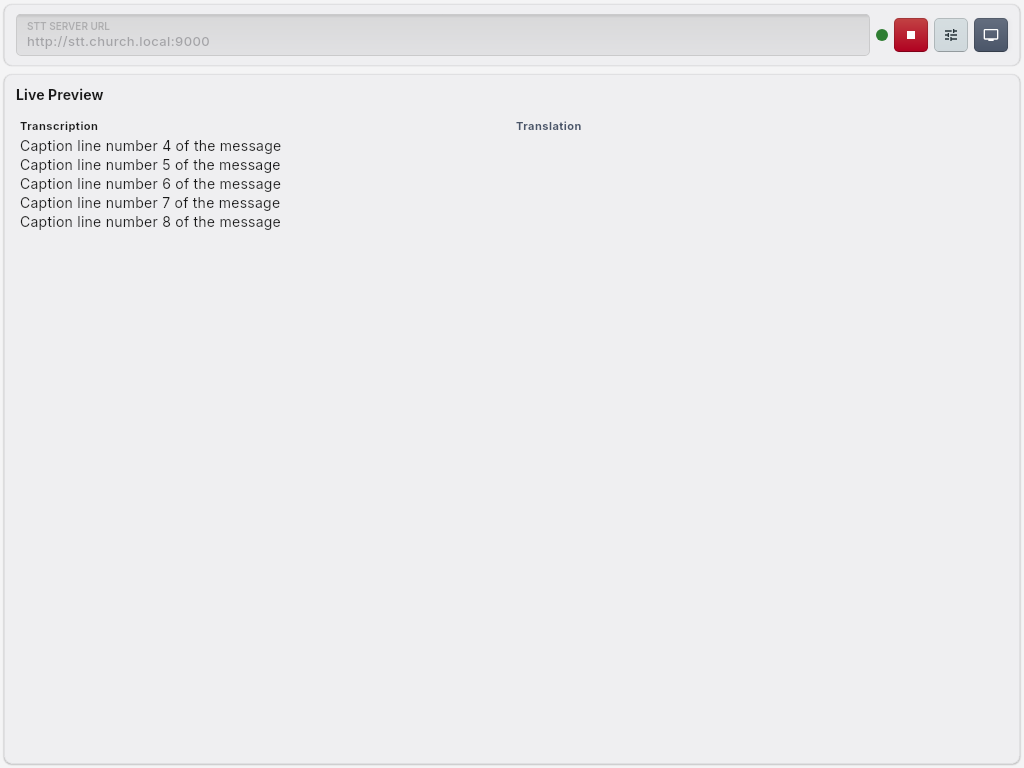 STT SERVER URL
http://stt.church.local:9000
Live Preview
Transcription
Caption line number 4 of the message
Caption line number 5 of the message
Caption line number 6 of the message
Caption line number 7 of the message
Caption line number 8 of the message
Translation